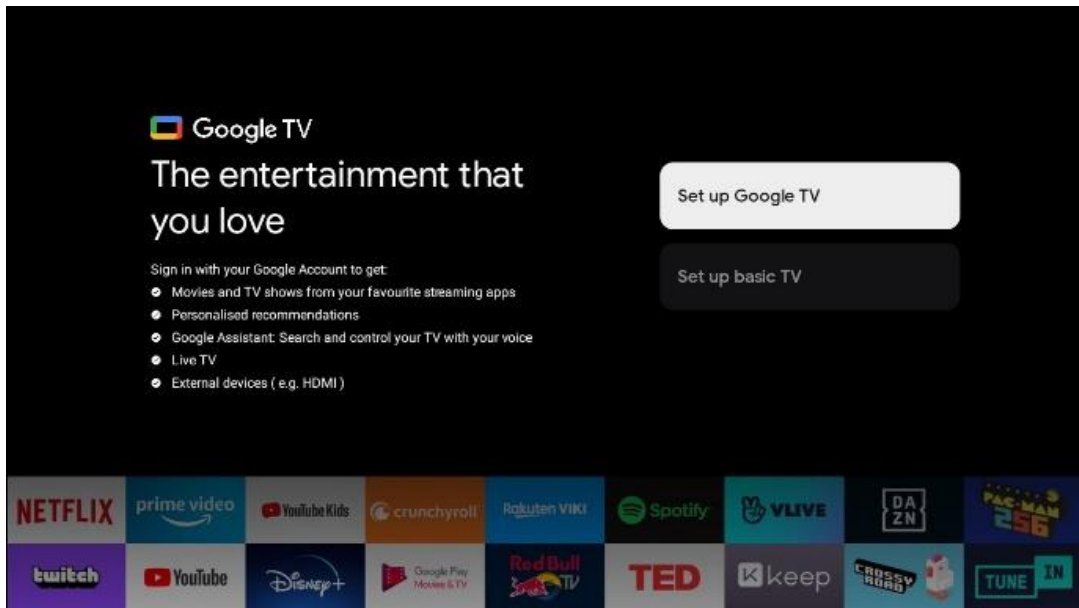 Google TV
The entertainment that
you love
Sign in with your Google Account to get:
Movies and TV shows from your favourite streaming apps
Personalised recommendations
Google Assistant: Search and control your TV with your voice
Live TV
External devices ( e.g. HDMI )
Set up Google TV
Set up basic TV
NETFLIX
prime video
YouTube Kids
crunchyroll
Rakuten VIKI
Spotify
VLIVE
DA
ZN
PAC-MAN
256
twitch
YouTube
Disney+
Google Play
Movies & TV
Red Bull
TV
TED
keep
CROSSY
ROAD
TUNE IN